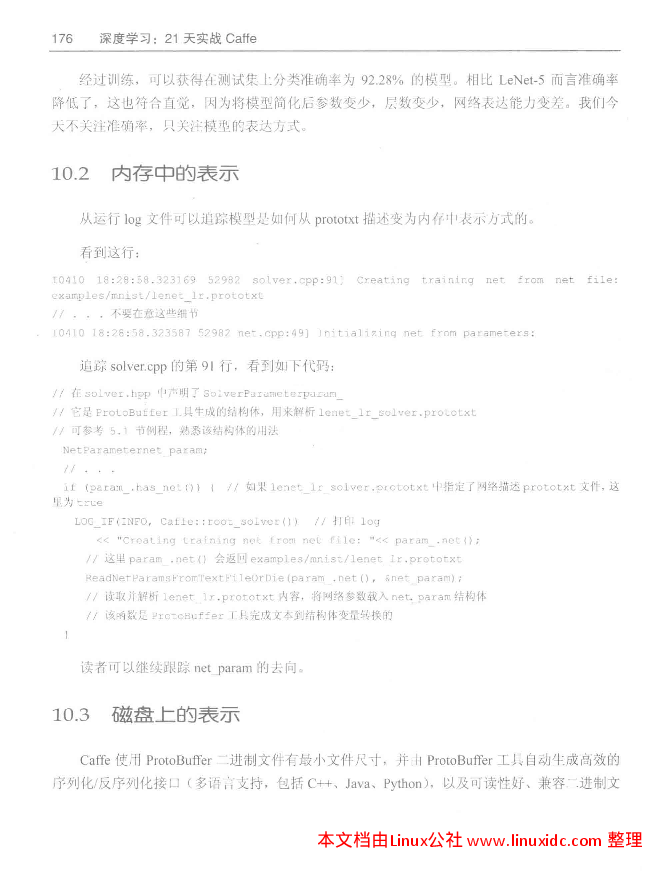 176 深度学习：21 天实战 Caffe
经过训练，可以获得在测试集上分类准确率为 92.28% 的模型。相比 LeNet-5 而言准确率
降低了，这也符合直觉，因为将模型简化后参数变少，层数变少，网络表达能力变差。我们今
天不关注准确率，只关注模型的表达方式。
10.2 内存中的表示
从运行 log 文件可以追踪模型是如何从 prototxt 描述变为内存中表示方式的。
看到这行：
I0410 18:28:58.323169 52982 solver.cpp:91] Creating training net from net file:
examples/mnist/lenet_lr.prototxt
// . . . 不要在意这些细节
I0410 18:28:58.323587 52982 net.cpp:49] Initializing net from parameters:
追踪 solver.cpp 的第 91 行，看到如下代码：
// 在 solver.hpp 中声明了 SolverParameterparam_
// 它是 ProtoBuffer 工具生成的结构体，用来解析 lenet_lr_solver.prototxt
// 可参考 5.1 节例程，熟悉该结构体的用法
NetParameternet_param;
// . . .
if (param_.has_net()) { // 如果 lenet_lr_solver.prototxt 中指定了网络描述 prototxt 文件，这
里为 true
LOG_IF(INFO, Caffe::root_solver()) // 打印 log
<< "Creating training net from net file: "<< param_.net();
// 这里 param_.net() 会返回 examples/mnist/lenet_lr.prototxt
ReadNetParamsFromTextFileOrDie(param_.net(), &net_param);
// 读取并解析 lenet_lr.prototxt 内容，将网络参数载入 net_param 结构体
// 该函数是 ProtoBuffer 工具完成文本到结构体变量转换的
}
读者可以继续跟踪 net_param 的去向。
10.3 磁盘上的表示
Caffe 使用 ProtoBuffer 二进制文件有最小文件尺寸，并由 ProtoBuffer 工具自动生成高效的
序列化/反序列化接口（多语言支持，包括 C++、Java、Python），以及可读性好、兼容二进制文
本文档由Linux公社 www.linuxidc.com 整理